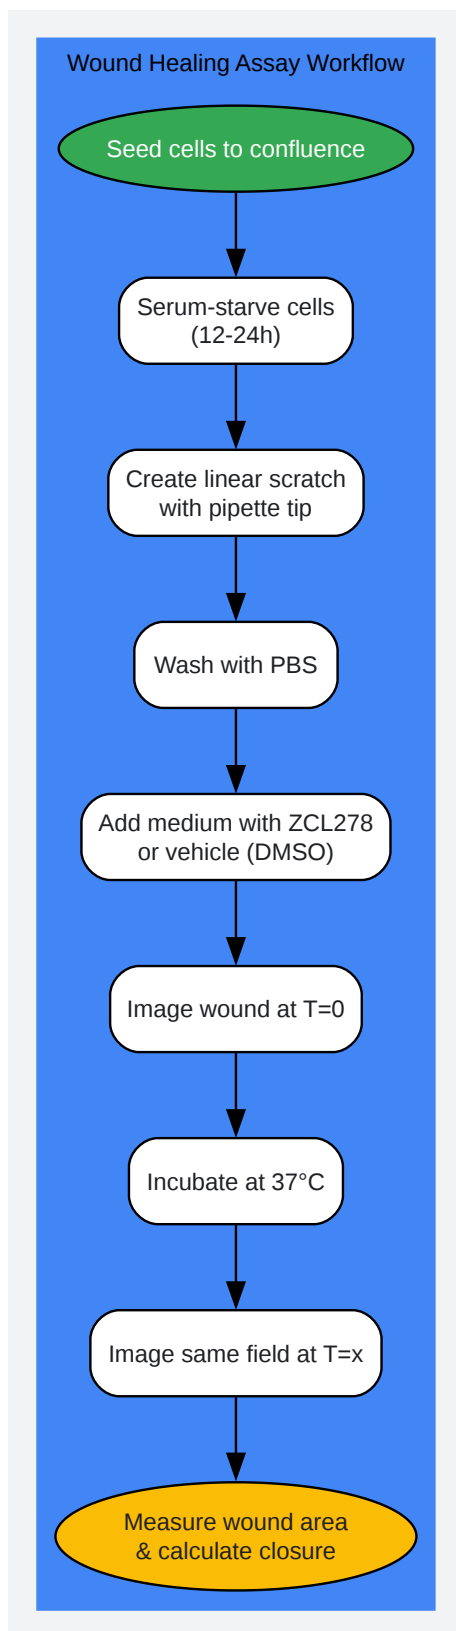 Wound Healing Assay Workflow
Seed cells to confluence
Serum-starve cells
(12-24h)
Create linear scratch
with pipette tip
Wash with PBS
Add medium with ZCL278
or vehicle (DMSO)
Image wound at T=0
Incubate at 37°C
Image same field at T=x
Measure wound area
& calculate closure